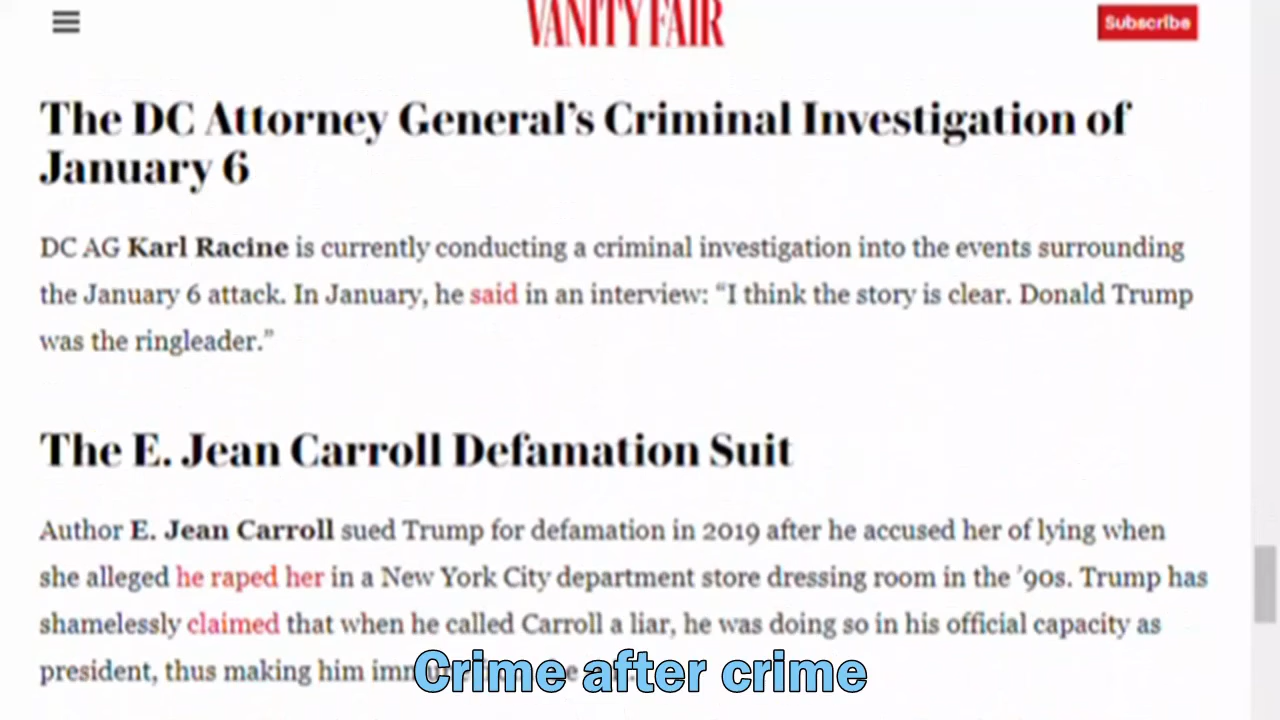 VANITY FAIR
Subscribe
The DC Attorney General's Criminal Investigation of
January 6
DC AG Karl Racine is currently conducting a criminal investigation into the events surrounding
the January 6 attack. In January, he said in an interview: “I think the story is clear. Donald Trump
was the ringleader.”
The E. Jean Carroll Defamation Suit
Author E. Jean Carroll sued Trump for defamation in 2019 after he accused her of lying when
she alleged he raped her in a New York City department store dressing room in the ’90s. Trump has
shamelessly claimed that when he called Carroll a liar, he was doing so in his official capacity as
president, thus making him
Crime after crime